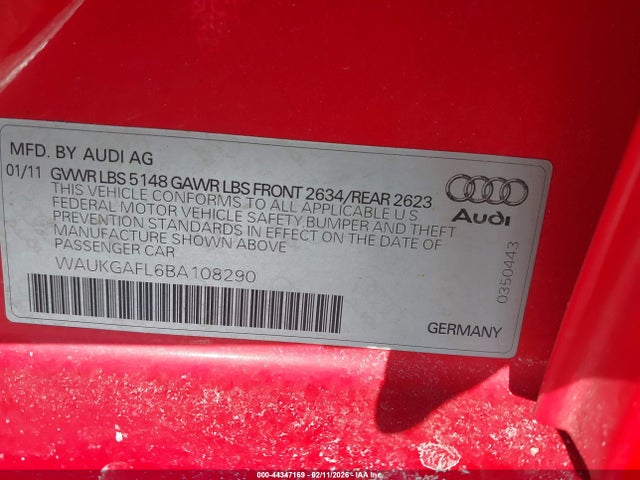 MFD. BY AUDI AG
01/11 GVWR LBS 5148 GAWR LBS FRONT 2634/REAR 2623
THIS VEHICLE CONFORMS TO ALL APPLICABLE U S
FEDERAL MOTOR VEHICLE SAFETY,BUMPER AND THEFT
PREVENTION STANDARDS IN EFFECT ON THE DATE OF
MANUFACTURE SHOWN ABOVE
PASSENGER CAR
WAUKGAFL6BA108290
Audi
0350443
GERMANY
000-44347169 - 02/11/2026 - IAA Inc.